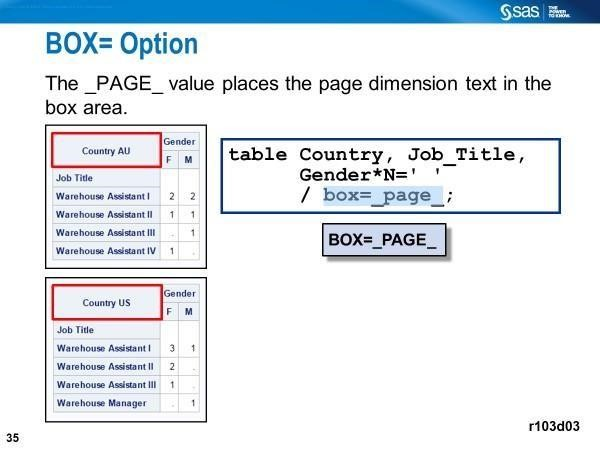 sas THE POWER TO KNOW.
BOX= Option
The _PAGE_ value places the page dimension text in the
box area.
Country AU Gender
F M
Job Title
Warehouse Assistant I 2 2
Warehouse Assistant II 1 1
Warehouse Assistant III . 1
Warehouse Assistant IV 1 .
table Country, Job_Title,
Gender*N=' '
/ box=_page_;
BOX=_PAGE_
Country US Gender
F M
Job Title
Warehouse Assistant I 3 1
Warehouse Assistant II 2 .
Warehouse Assistant III 1 .
Warehouse Manager . 1
35
r103d03